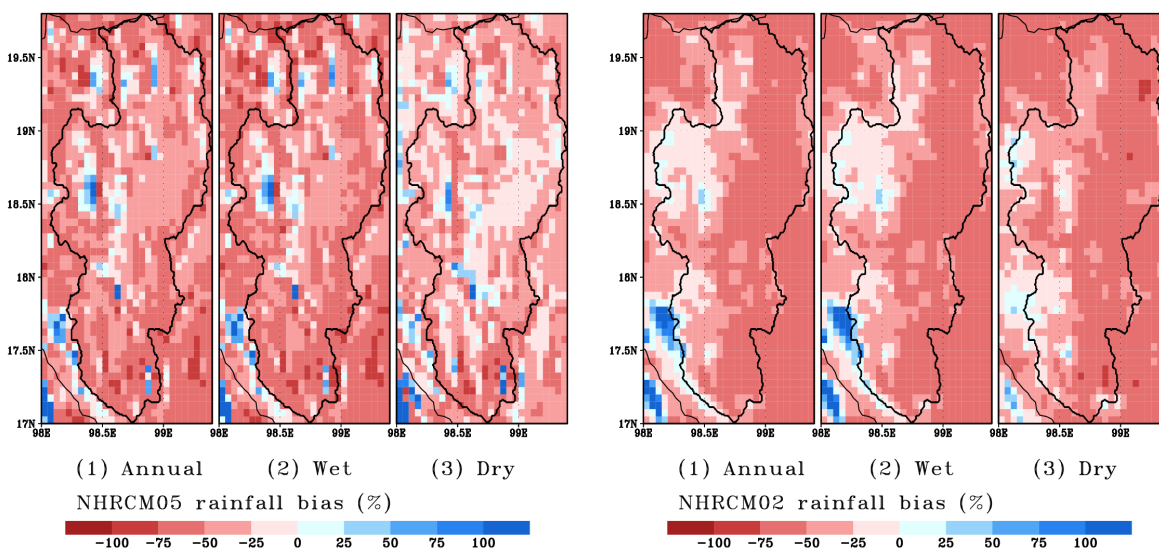 19.5N
19N
18.5N
18N
17.5N
17N
98E 98.5E 99E 98E 98.5E 99E 98E 98.5E 99E
(1) Annual (2) Wet (3) Dry
NHRCM05 rainfall bias (%)
−100 −75 −50 −25 0 25 50 75 100
19.5N
19N
18.5N
18N
17.5N
17N
98E 98.5E 99E 98E 98.5E 99E 98E 98.5E 99E
(1) Annual (2) Wet (3) Dry
NHRCM02 rainfall bias (%)
−100 −75 −50 −25 0 25 50 75 100